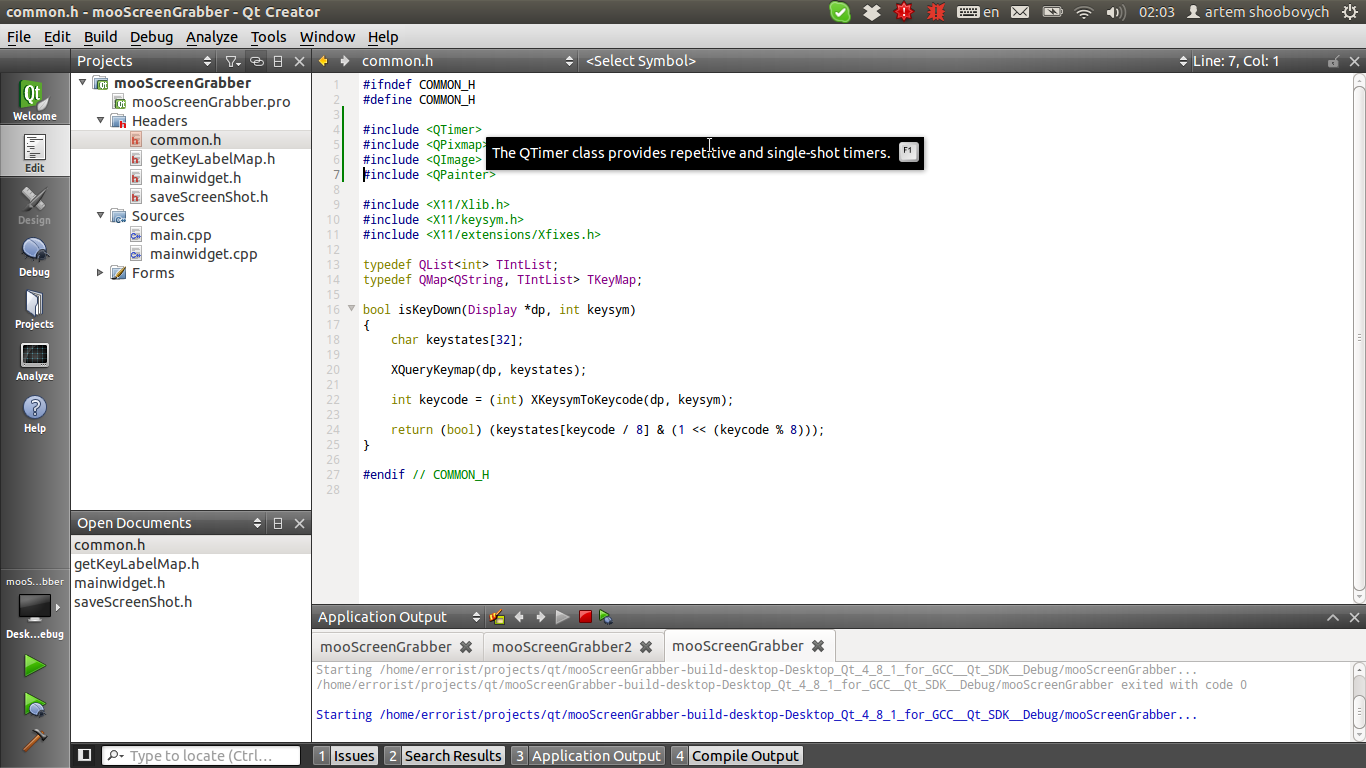 common.h - mooScreenGrabber - Qt Creator
en
02:03
artem shoobovych
File Edit Build Debug Analyze Tools Window Help
Projects
common.h
<Select Symbol>
Line: 7, Col: 1
Qt
Welcome
Edit
Design
Debug
Projects
Analyze
Help
mooS...bber
Desk...ebug
mooScreenGrabber
mooScreenGrabber.pro
Headers
common.h
getKeyLabelMap.h
mainwidget.h
saveScreenShot.h
Sources
main.cpp
mainwidget.cpp
Forms
Open Documents
common.h
getKeyLabelMap.h
mainwidget.h
saveScreenShot.h
1 #ifndef COMMON_H
2 #define COMMON_H
3
4 #include <QTimer>
5 #include <QPixmap>
6 #include <QImage>
7 #include <QPainter>
8
9 #include <X11/Xlib.h>
10 #include <X11/keysym.h>
11 #include <X11/extensions/Xfixes.h>
12
13 typedef QList<int> TIntList;
14 typedef QMap<QString, TIntList> TKeyMap;
15
16 bool isKeyDown(Display *dp, int keysym)
17 {
18 char keystates[32];
19
20 XQueryKeymap(dp, keystates);
21
22 int keycode = (int) XKeysymToKeycode(dp, keysym);
23
24 return (bool) (keystates[keycode / 8] & (1 << (keycode % 8)));
25 }
26
27 #endif // COMMON_H
28
The QTimer class provides repetitive and single-shot timers. F1
Application Output
mooScreenGrabber
mooScreenGrabber2
mooScreenGrabber
Starting /home/errorist/projects/qt/mooScreenGrabber-build-desktop-Desktop_Qt_4_8_1_for_GCC__Qt_SDK__Debug/mooScreenGrabber...
/home/errorist/projects/qt/mooScreenGrabber-build-desktop-Desktop_Qt_4_8_1_for_GCC__Qt_SDK__Debug/mooScreenGrabber exited with code 0
Starting /home/errorist/projects/qt/mooScreenGrabber-build-desktop-Desktop_Qt_4_8_1_for_GCC__Qt_SDK__Debug/mooScreenGrabber...
Type to locate (Ctrl...
1 Issues
2 Search Results
3 Application Output
4 Compile Output